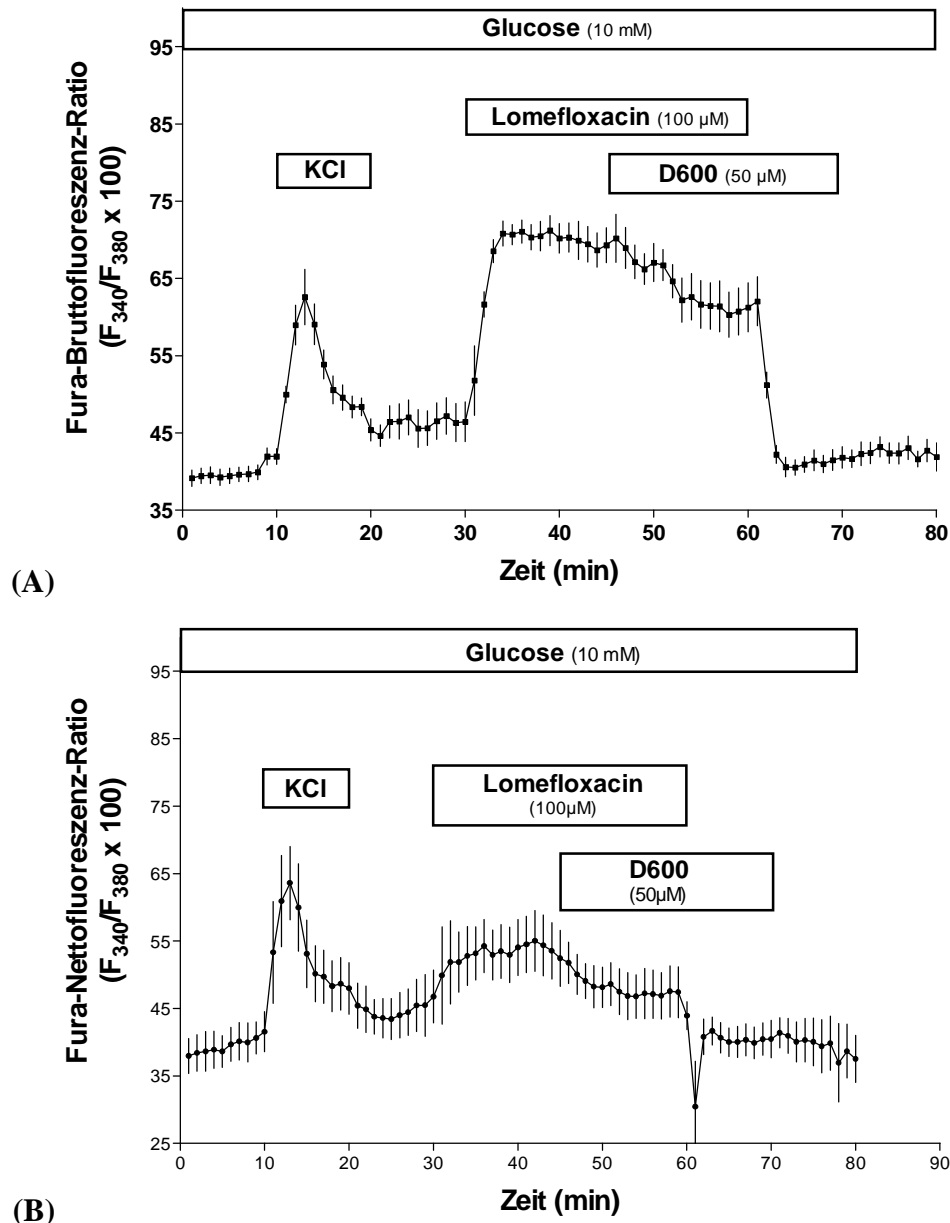 Glucose (10 mM)
95
85
75
65
55
45
35
Lomefloxacin (100 µM)
KCl
D600 (50 µM)
Fura-Bruttofluoreszenz-Ratio
(F340/F380 x 100)
0 10 20 30 40 50 60 70 80
Zeit (min)
(A)
Glucose (10 mM)
95
85
75
65
55
45
35
25
KCl
Lomefloxacin
(100µM)
D600
(50µM)
Fura-Nettofluoreszenz-Ratio
(F340/F380 x 100)
0 10 20 30 40 50 60 70 80 90
Zeit (min)
(B)